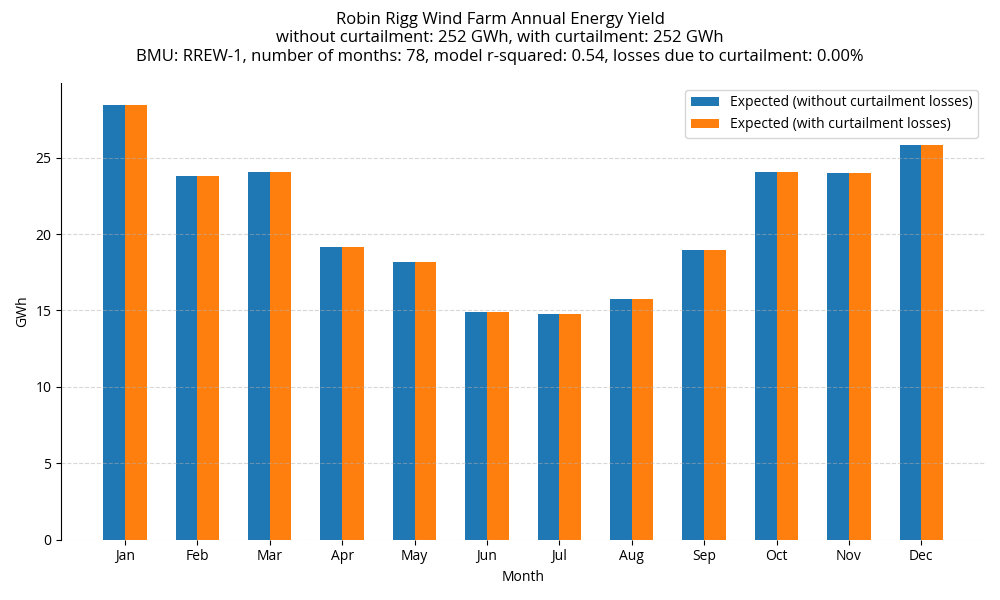 Robin Rigg Wind Farm Annual Energy Yield
without curtailment: 252 GWh, with curtailment: 252 GWh
BMU: RREW-1, number of months: 78, model r-squared: 0.54, losses due to curtailment: 0.00%
Expected (without curtailment losses)
Expected (with curtailment losses)
GWh
25
20
15
10
5
0
Jan Feb Mar Apr May Jun Jul Aug Sep Oct Nov Dec
Month